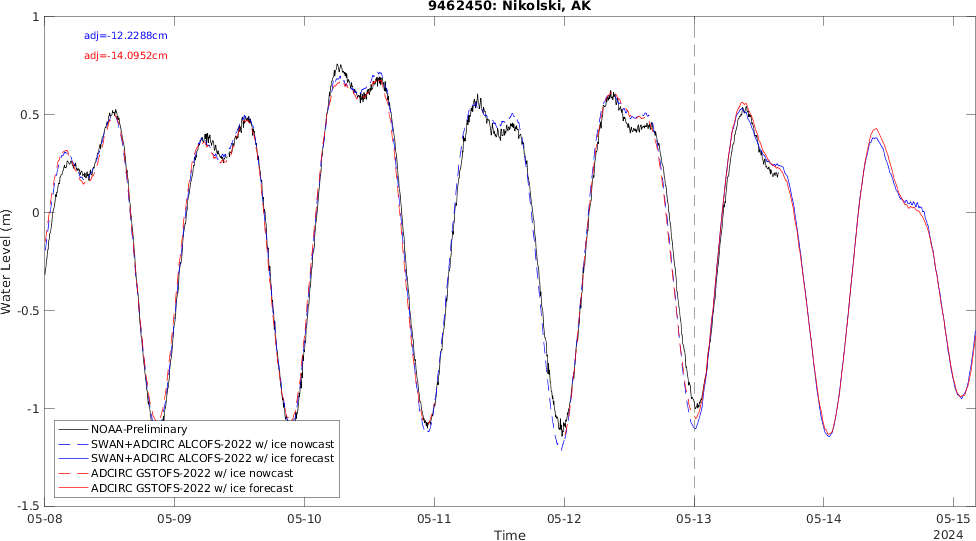 9462450: Nikolski, AK
adj=-12.2288cm
adj=-14.0952cm
Water Level (m)
1
0.5
0
-0.5
-1
-1.5
NOAA-Preliminary
SWAN+ADCIRC ALCOFS-2022 w/ ice nowcast
SWAN+ADCIRC ALCOFS-2022 w/ ice forecast
ADCIRC GSTOFS-2022 w/ ice nowcast
ADCIRC GSTOFS-2022 w/ ice forecast
05-08 05-09 05-10 05-11 05-12 05-13 05-14 05-15
Time
2024